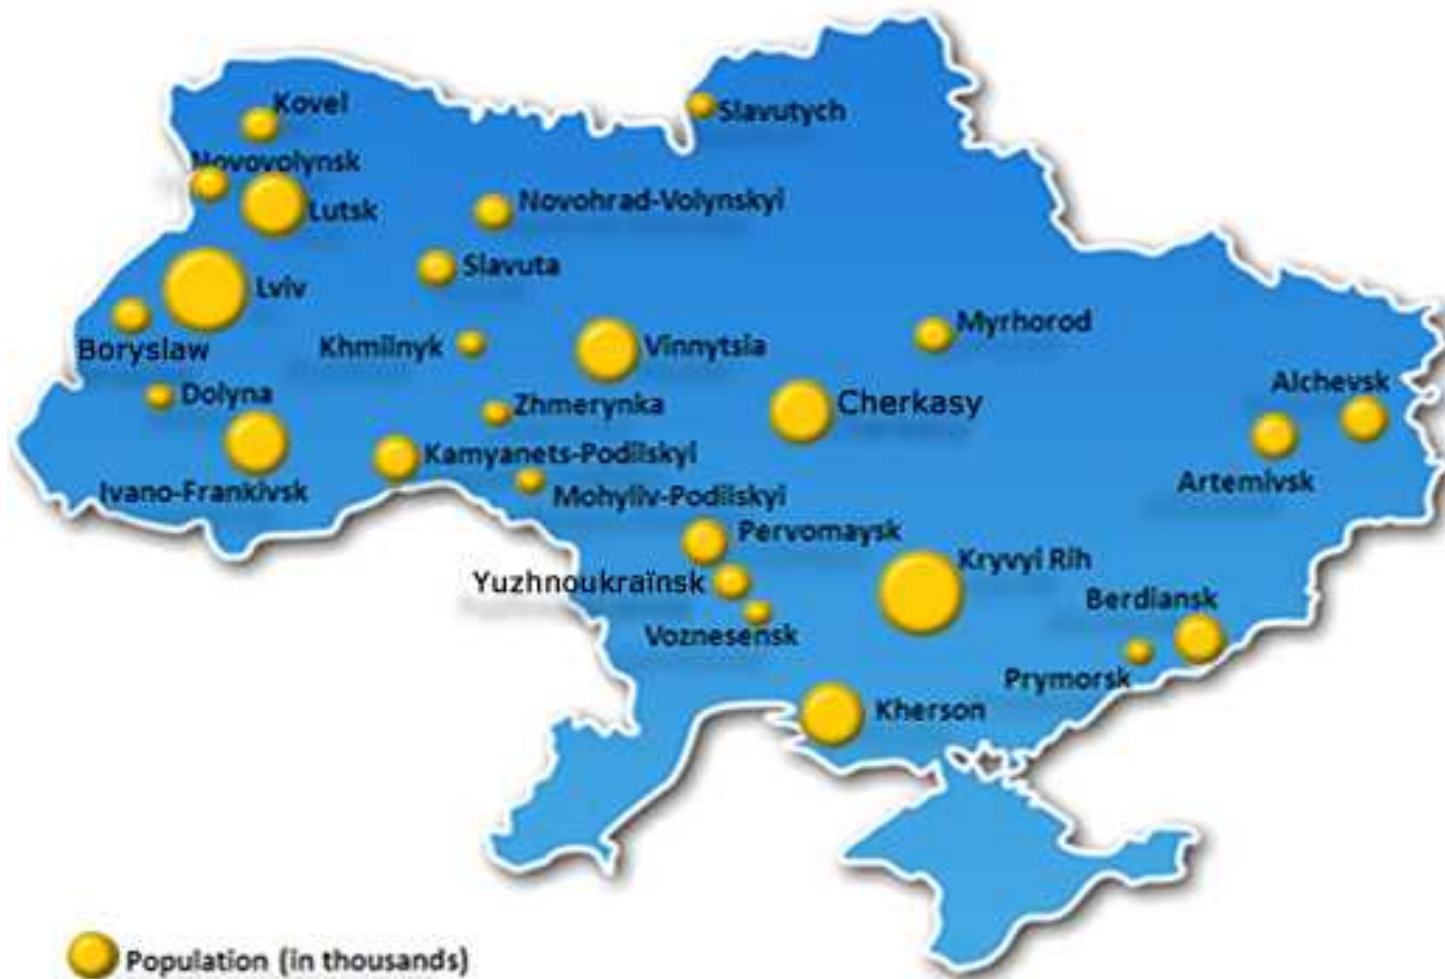 Kovel
Slavutych
Novovolynsk
Novohrad-Volynskyi
Lutsk
Slavuta
Lviv
Myrhorod
Boryslaw
Khmilnyk
Vinnytsia
Alchevsk
Dolyna
Zhmerynka
Cherkasy
Kamyanets-Podilskyi
Artemivsk
Ivano-Frankivsk
Mohyliv-Podilskyi
Pervomaysk
Kryvyi Rih
Yuzhnoukraïnsk
Berdiansk
Voznesensk
Prymorsk
Kherson
Population (in thousands)